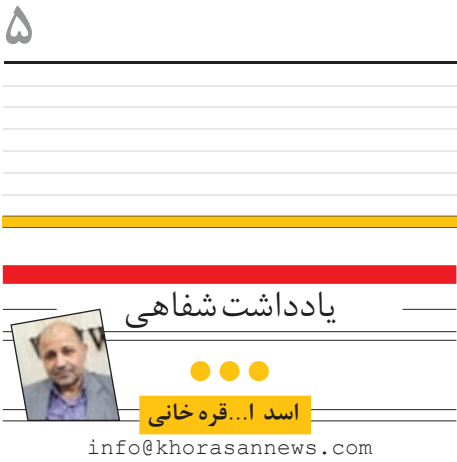 ۵
یادداشت شفاهی
اسد ا...قره خانی
info@khorasannews.com